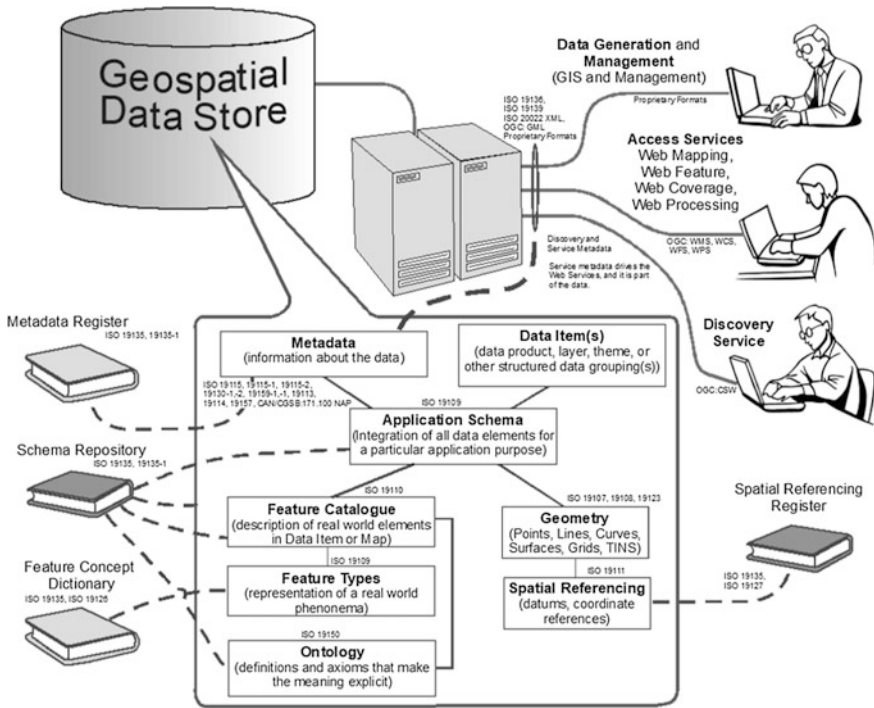 Geospatial
Data Store
ISO 19136,
ISO 19139
ISO 20022 XML,
OGC: GML
Proprietary Formats
Data Generation and
Management
(GIS and Management)
Proprietary Formats
Access Services
Web Mapping,
Web Feature,
Web Coverage,
Web Processing
OGC: WMS, WCS,
WFS, WPS
Discovery and
Service Metadata
Service metadata drives the
Web Services, and it is part
of the data.
Discovery
Service
OGC:CSW
Metadata Register
ISO 19135, 19135-1
Metadata
(information about the data)
Data Item(s)
(data product, layer, theme, or
other structured data grouping(s))
ISO 19115, 19115-1, 19115-2,
19130-1,-2, 19159-1,-1, 19113,
19114, 19157, CAN/CGSB:171.100 NAP
ISO 19109
Application Schema
(Integration of all data elements for
a particular application purpose)
Schema Repository
ISO 19135, 19135-1
ISO 19110
Feature Catalogue
(description of real world elements
in Data Item or Map)
ISO 19107, 19108, 19123
Geometry
(Points, Lines, Curves,
Surfaces, Grids, TINS)
Spatial Referencing
Register
ISO 19135,
ISO 19127
Feature Concept
Dictionary
ISO 19135, ISO 19126
ISO 19109
Feature Types
(representation of a real world
phenonema)
ISO 19111
Spatial Referencing
(datums, coordinate
references)
ISO 19150
Ontology
(definitions and axioms that make
the meaning explicit)